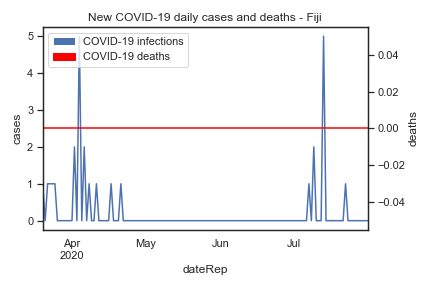 New COVID-19 daily cases and deaths - Fiji
COVID-19 infections
COVID-19 deaths
cases
5
4
3
2
1
0
deaths
0.04
0.02
0.00
−0.02
−0.04
Apr
2020
May
Jun
Jul
dateRep